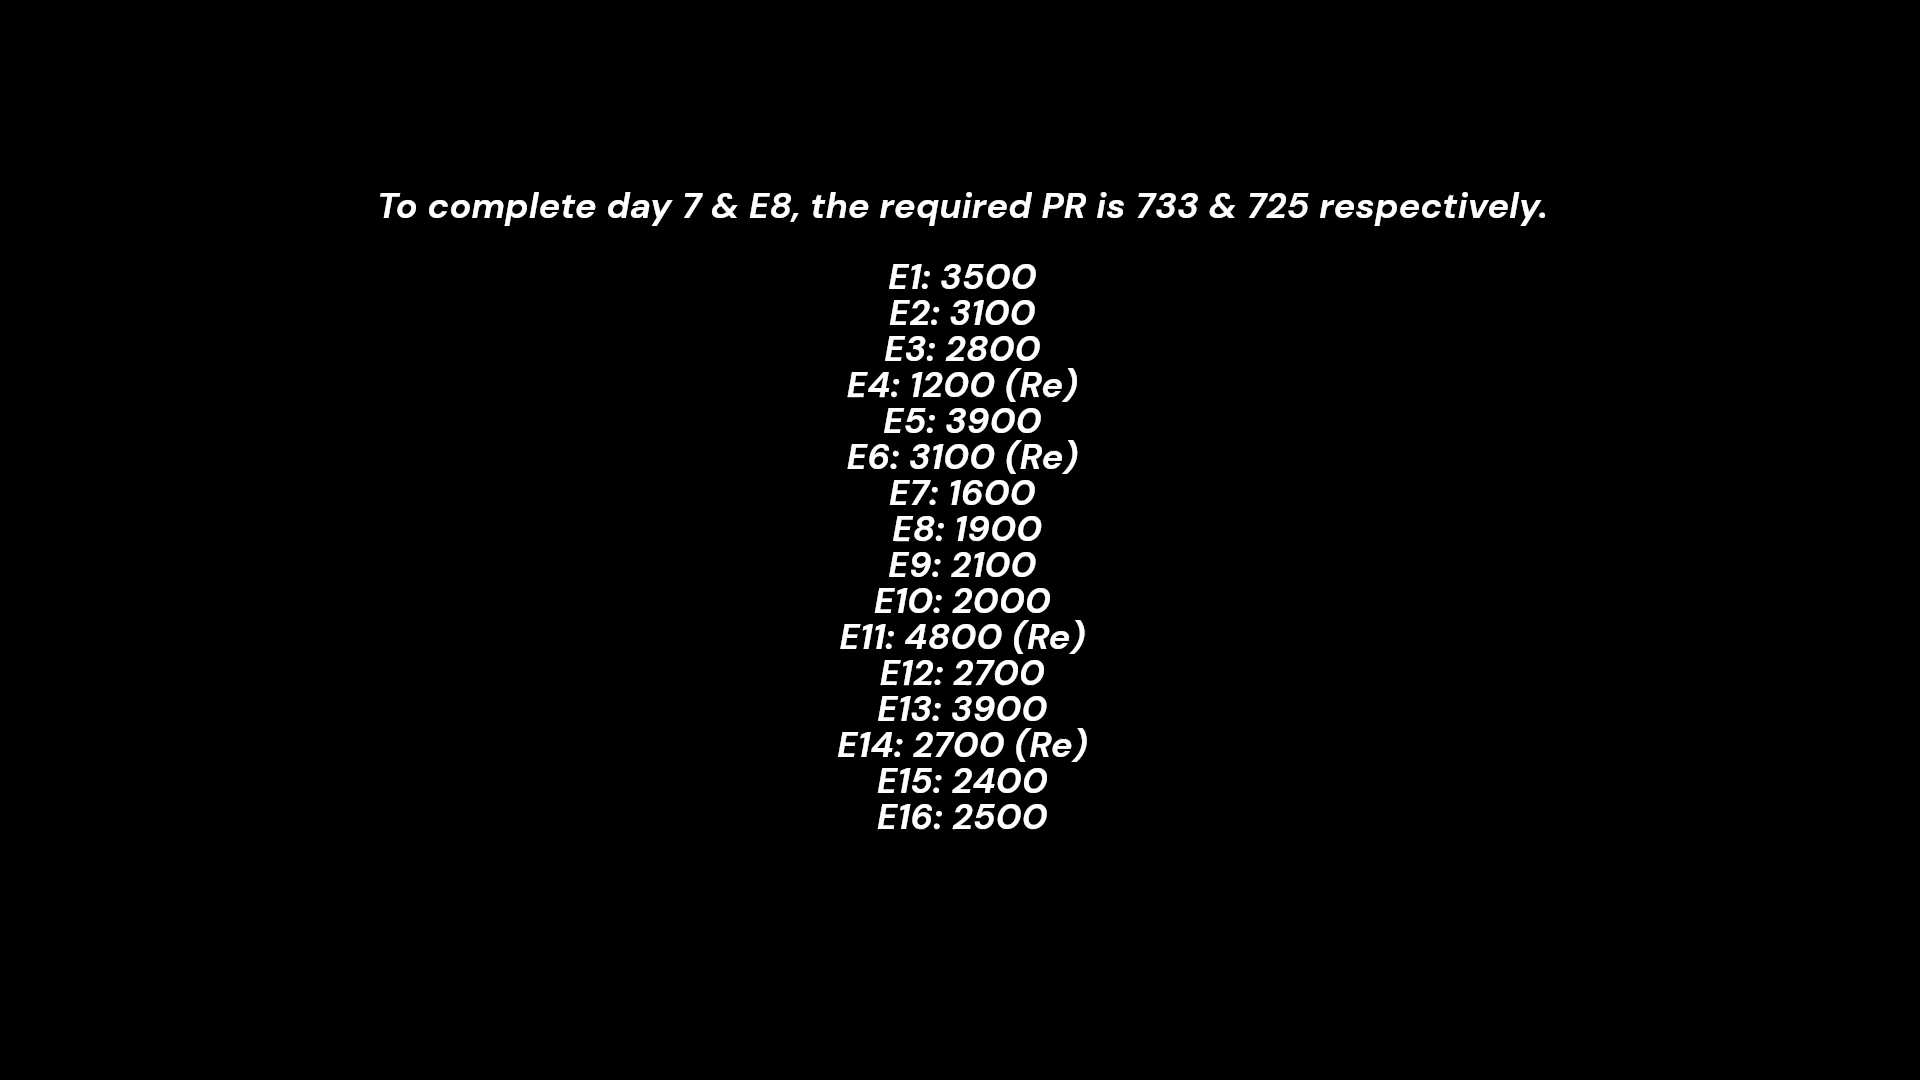 To complete day 7 & E8, the required PR is 733 & 725 respectively.
E1: 3500
E2: 3100
E3: 2800
E4: 1200 (Re)
E5: 3900
E6: 3100 (Re)
E7: 1600
E8: 1900
E9: 2100
E10: 2000
E11: 4800 (Re)
E12: 2700
E13: 3900
E14: 2700 (Re)
E15: 2400
E16: 2500